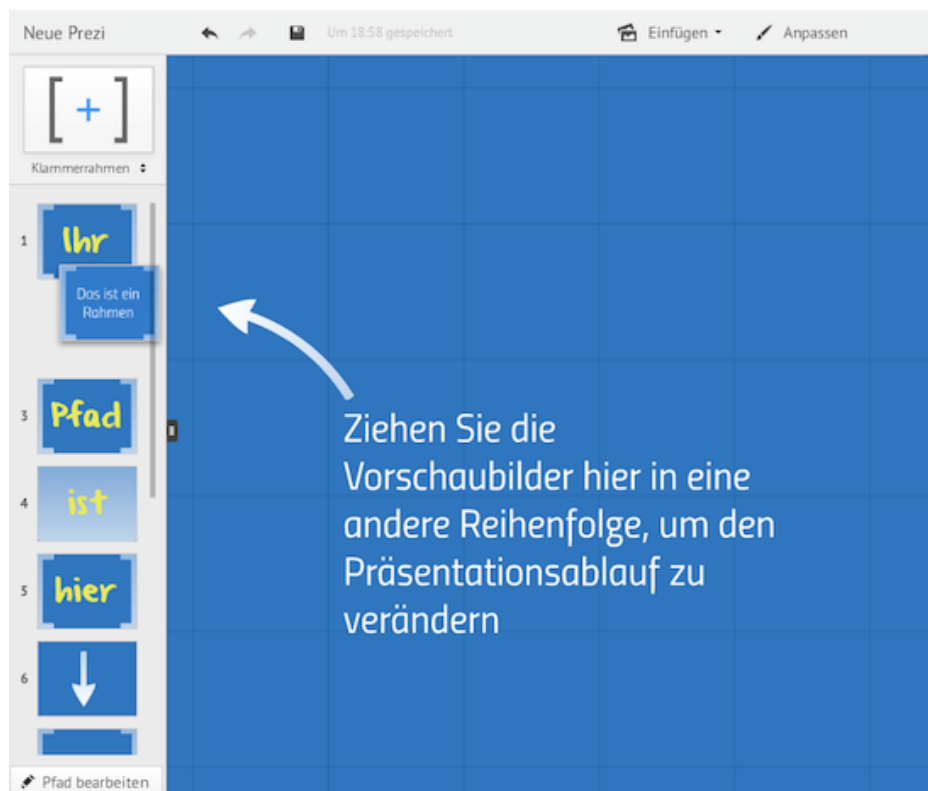 Neue Prezi
Um 18:58 gespeichert
Einfügen
Anpassen
[ + ]
Klammerrahmen
1
Ihr
Das ist ein
Rahmen
3
Pfad
4
ist
5
hier
6
Pfad bearbeiten
Ziehen Sie die
Vorschaubilder hier in eine
andere Reihenfolge, um den
Präsentationsablauf zu
verändern